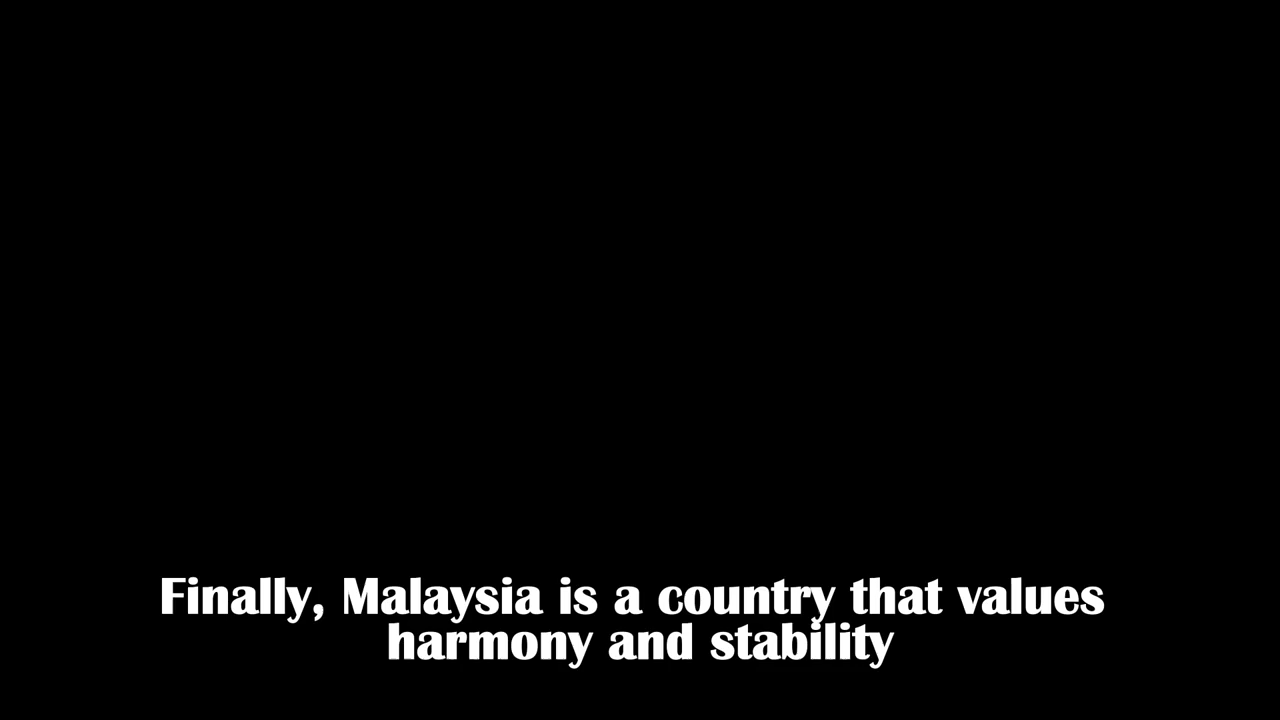 Finally, Malaysia is a country that values
harmony and stability